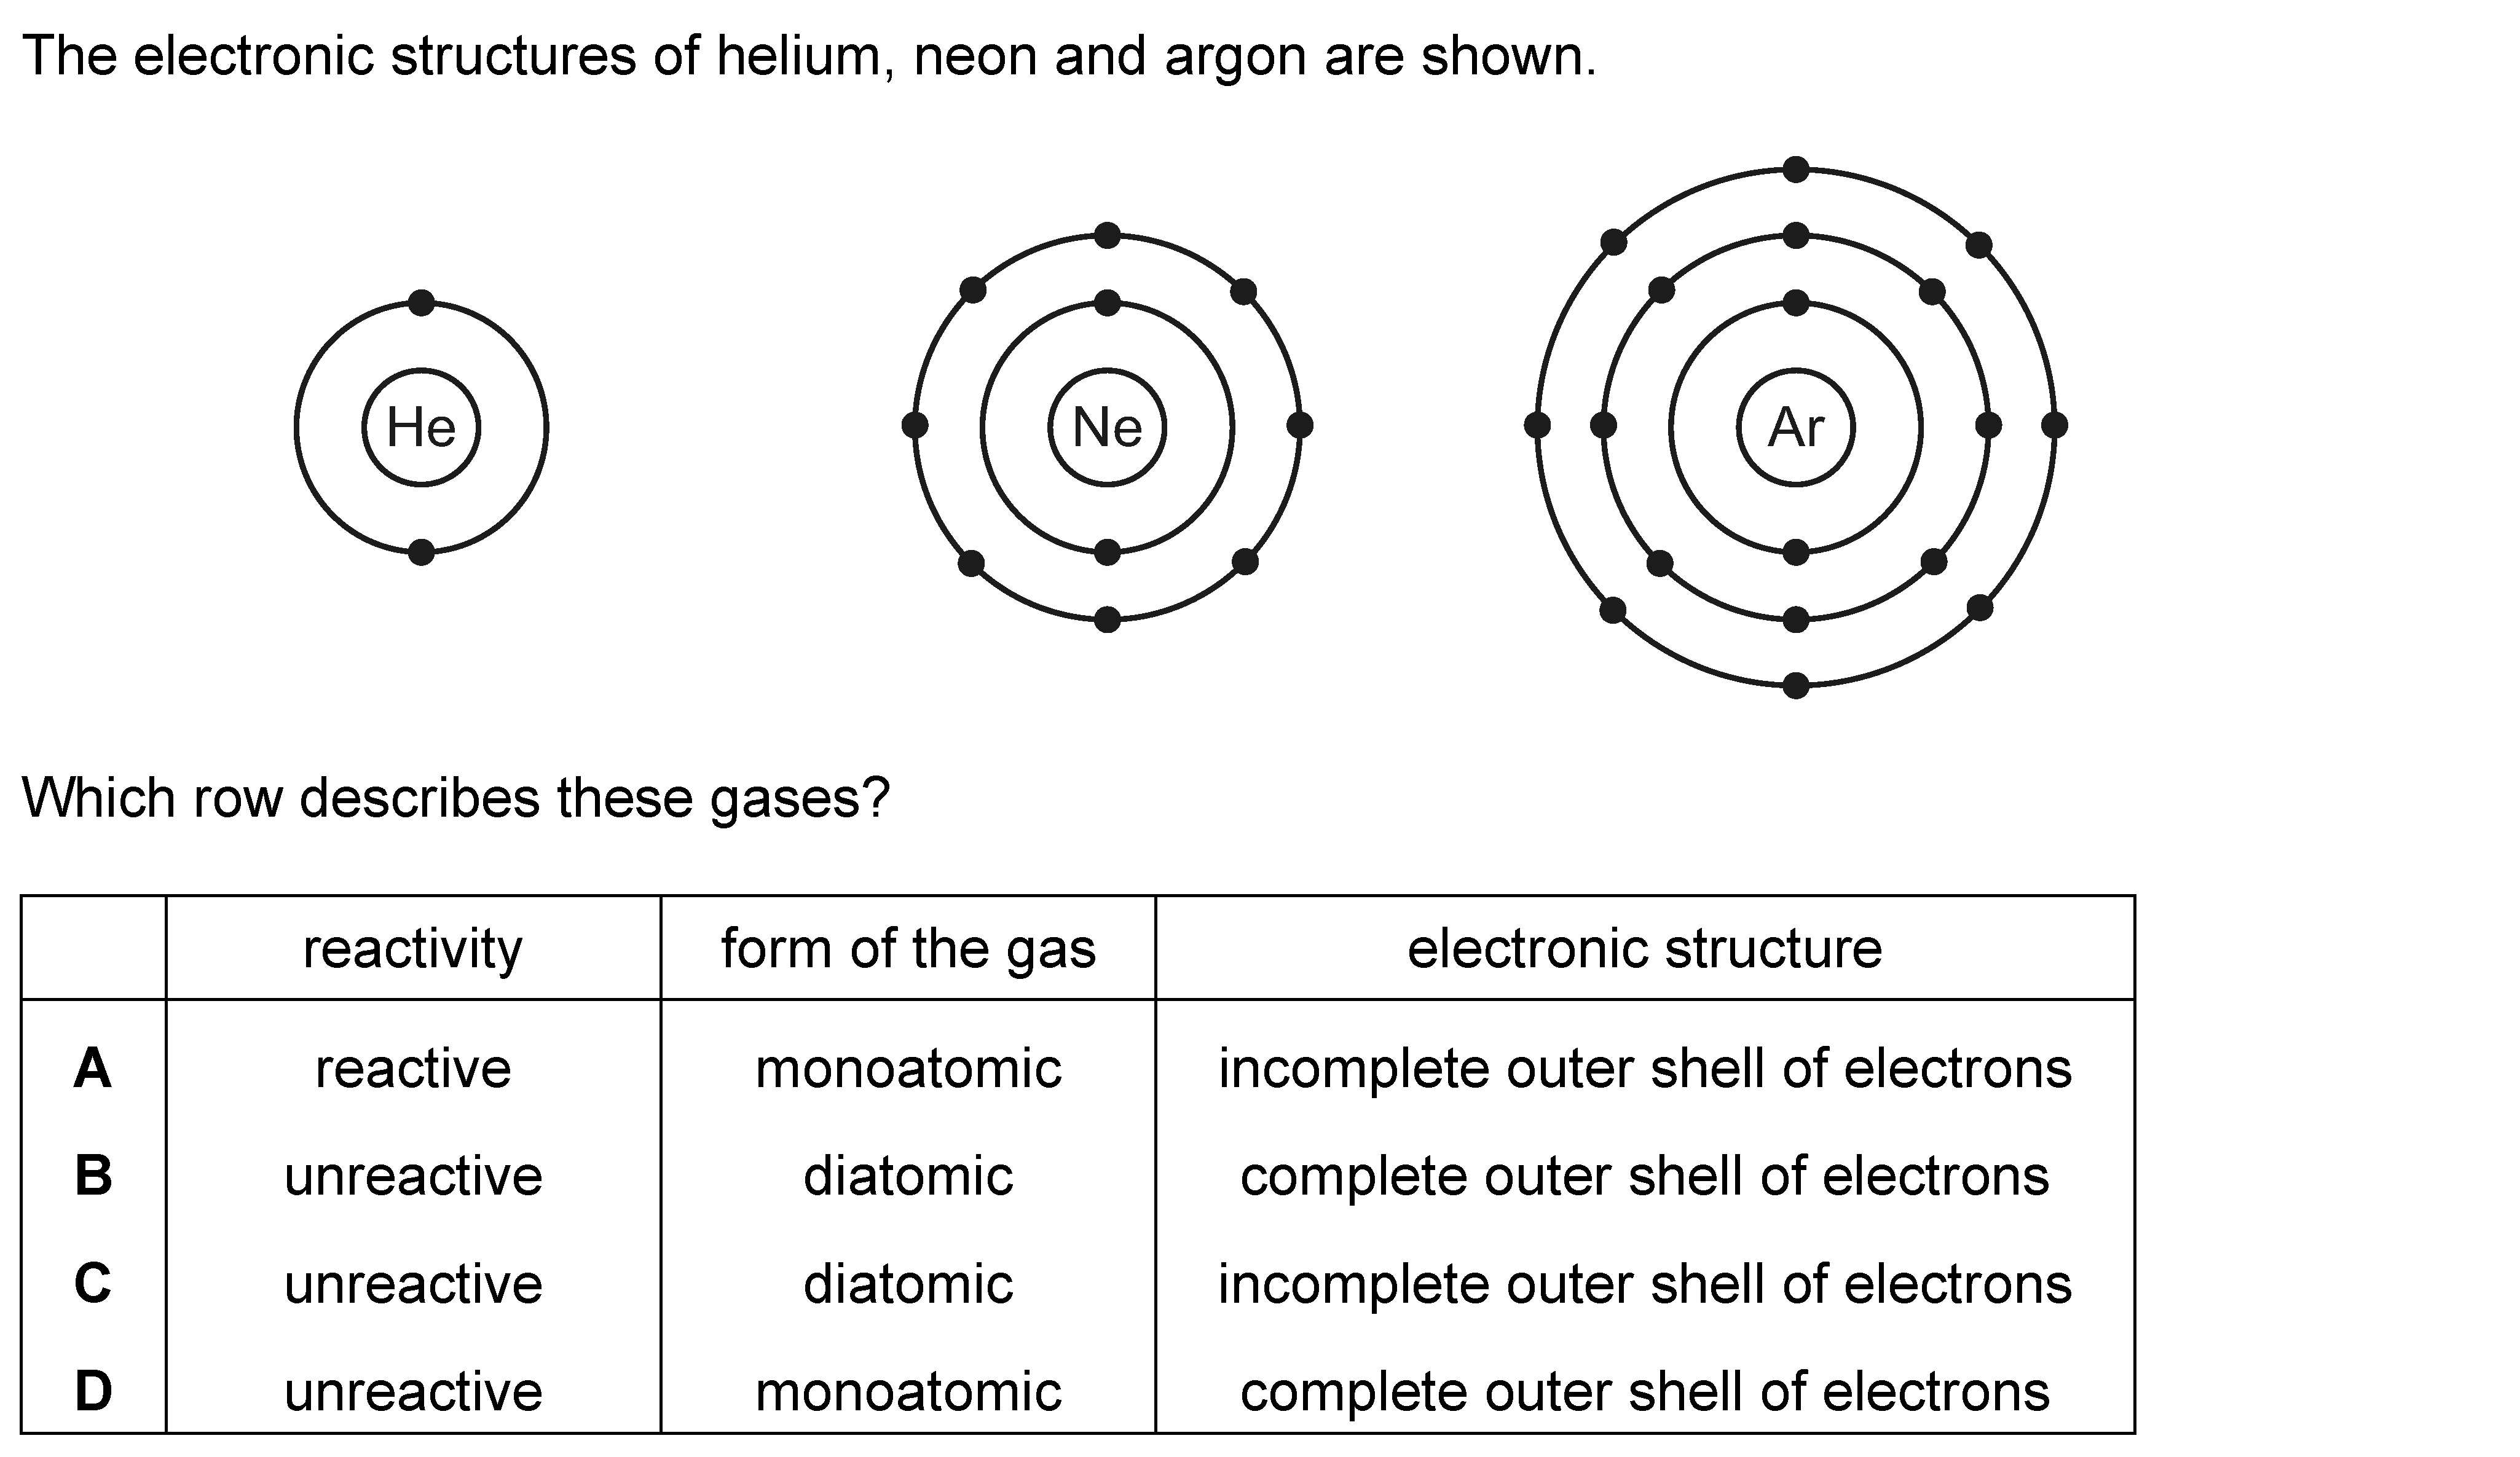 The electronic structures of helium, neon and argon are shown.
He Ne Ar
Which row describes these gases?
reactivity form of the gas electronic structure
A reactive monoatomic incomplete outer shell of electrons
B unreactive diatomic complete outer shell of electrons
C unreactive diatomic incomplete outer shell of electrons
D unreactive monoatomic complete outer shell of electrons